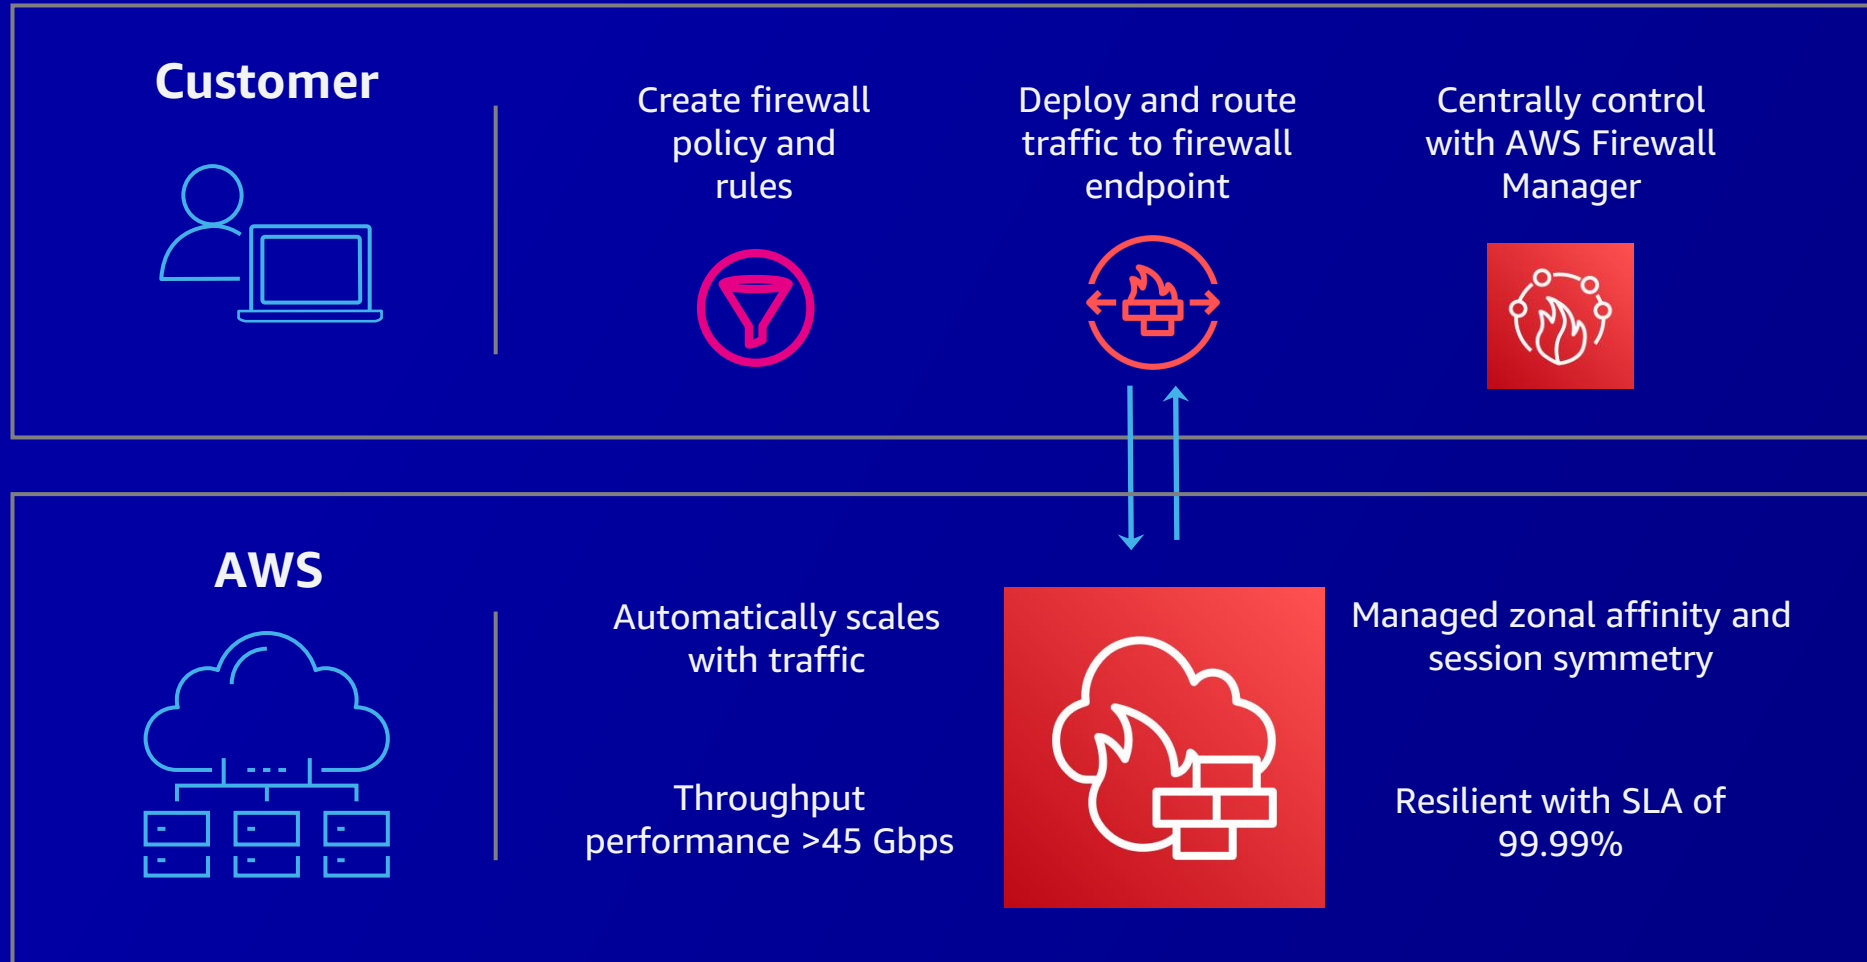 Customer
Create firewall
policy and
rules
Deploy and route
traffic to firewall
endpoint
Centrally control
with AWS Firewall
Manager
AWS
Automatically scales
with traffic
Throughput
performance >45 Gbps
Managed zonal affinity and
session symmetry
Resilient with SLA of
99.99%